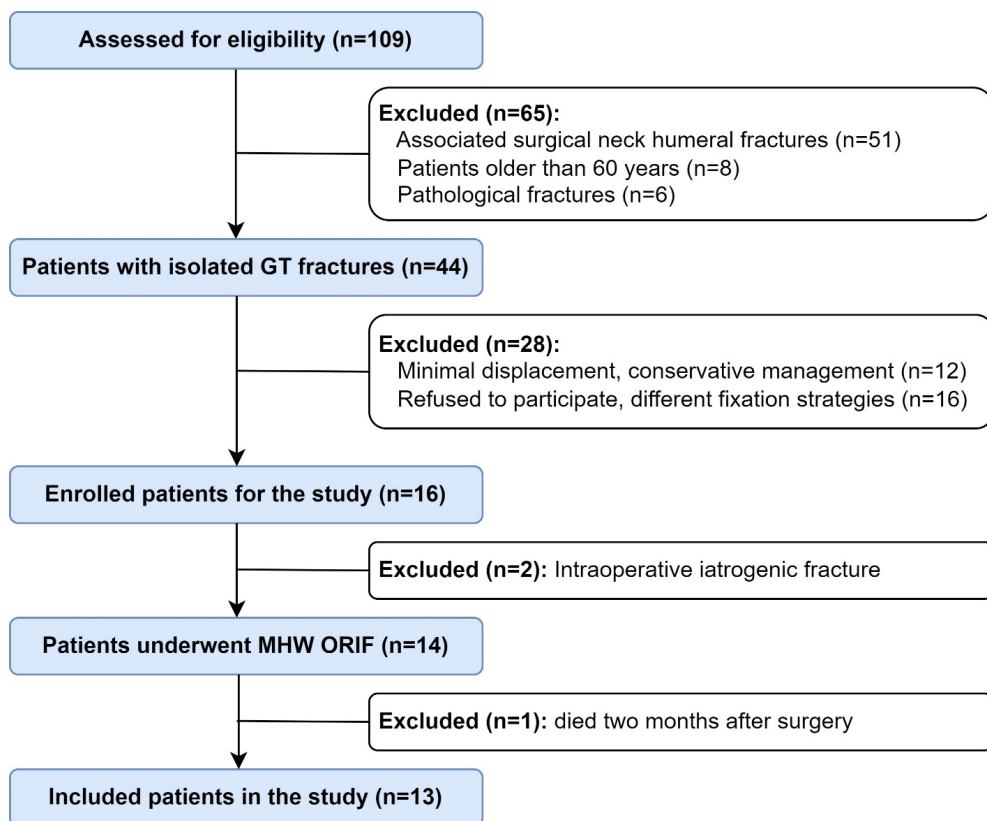 Assessed for eligibility (n=109)
Excluded (n=65):
Associated surgical neck humeral fractures (n=51)
Patients older than 60 years (n=8)
Pathological fractures (n=6)
Patients with isolated GT fractures (n=44)
Excluded (n=28):
Minimal displacement, conservative management (n=12)
Refused to participate, different fixation strategies (n=16)
Enrolled patients for the study (n=16)
Excluded (n=2): Intraoperative iatrogenic fracture
Patients underwent MHW ORIF (n=14)
Excluded (n=1): died two months after surgery
Included patients in the study (n=13)